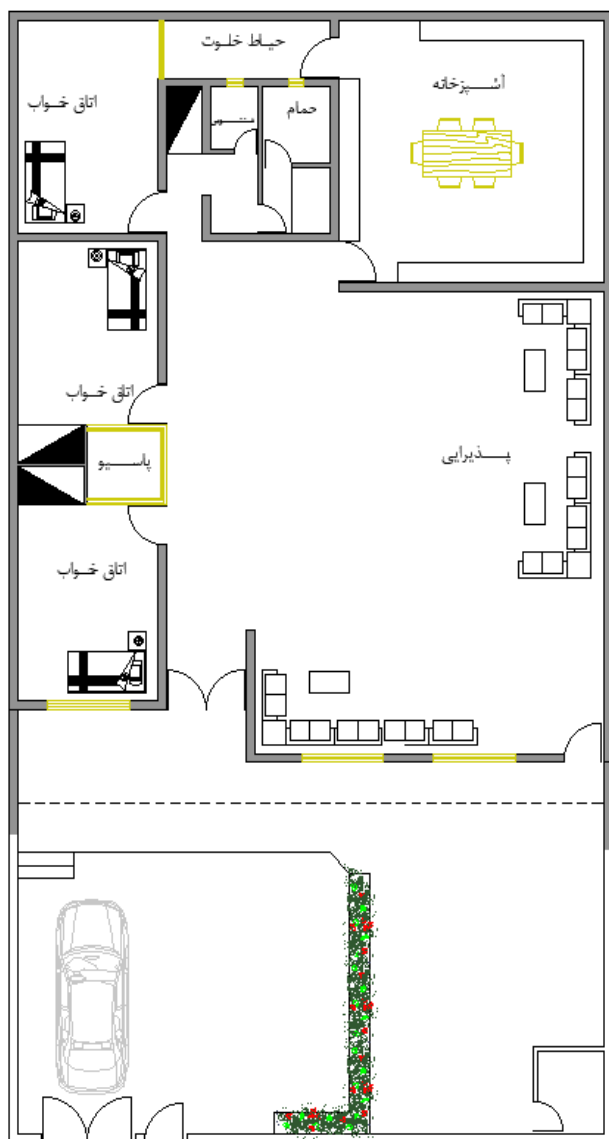 حیاط خلوت
آشپزخانه
اتاق خواب
حمام
اتاق خواب
پاسیو
پذیرایی
اتاق خواب